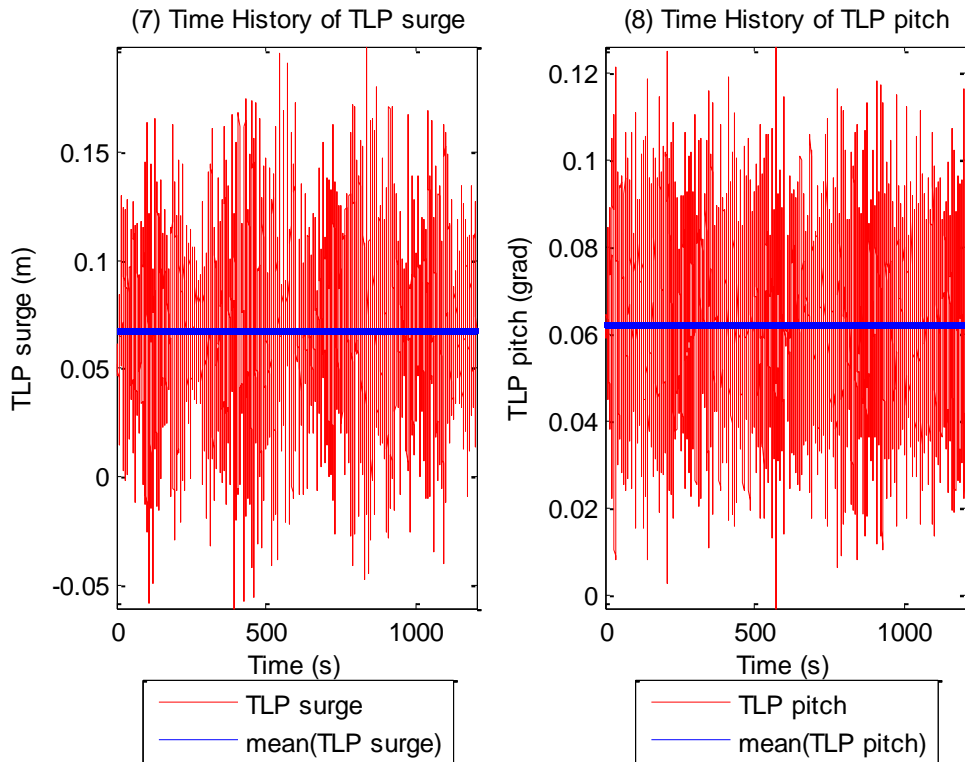 (7) Time History of TLP surge
TLP surge (m)
0.15
0.1
0.05
0
-0.05
0
500
1000
Time (s)
TLP surge
mean(TLP surge)
(8) Time History of TLP pitch
TLP pitch (grad)
0.12
0.1
0.08
0.06
0.04
0.02
0
0
500
1000
Time (s)
TLP pitch
mean(TLP pitch)